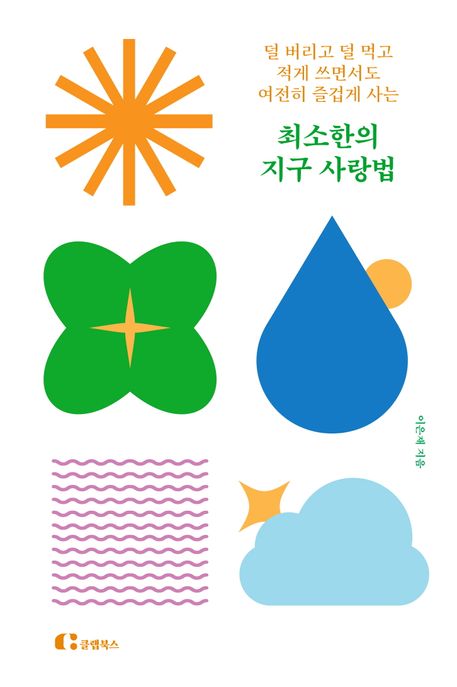 덜 버리고 덜 먹고
적게 쓰면서도
여전히 즐겁게 사는
최소한의
지구 사랑법
이은재 지음
클랩북스